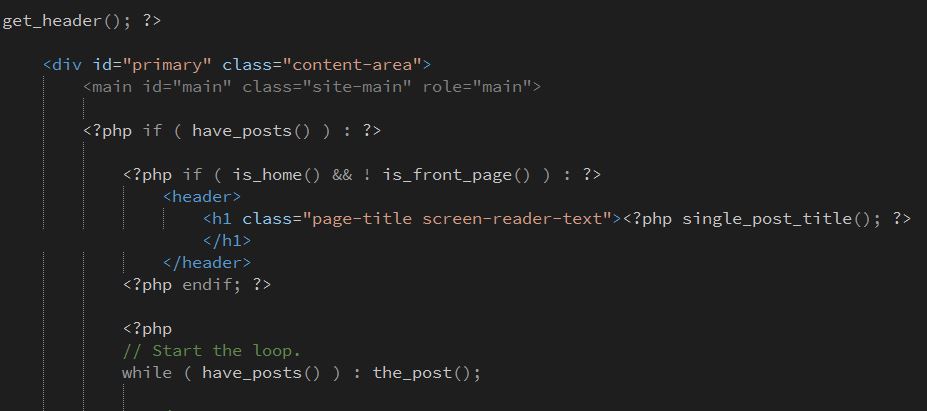 get_header(); ?>
<div id="primary" class="content-area">
<main id="main" class="site-main" role="main">
<?php if ( have_posts() ) : ?>
<?php if ( is_home() && ! is_front_page() ) : ?>
<header>
<h1 class="page-title screen-reader-text"><?php single_post_title(); ?>
</h1>
</header>
<?php endif; ?>
<?php
// Start the loop.
while ( have_posts() ) : the_post();